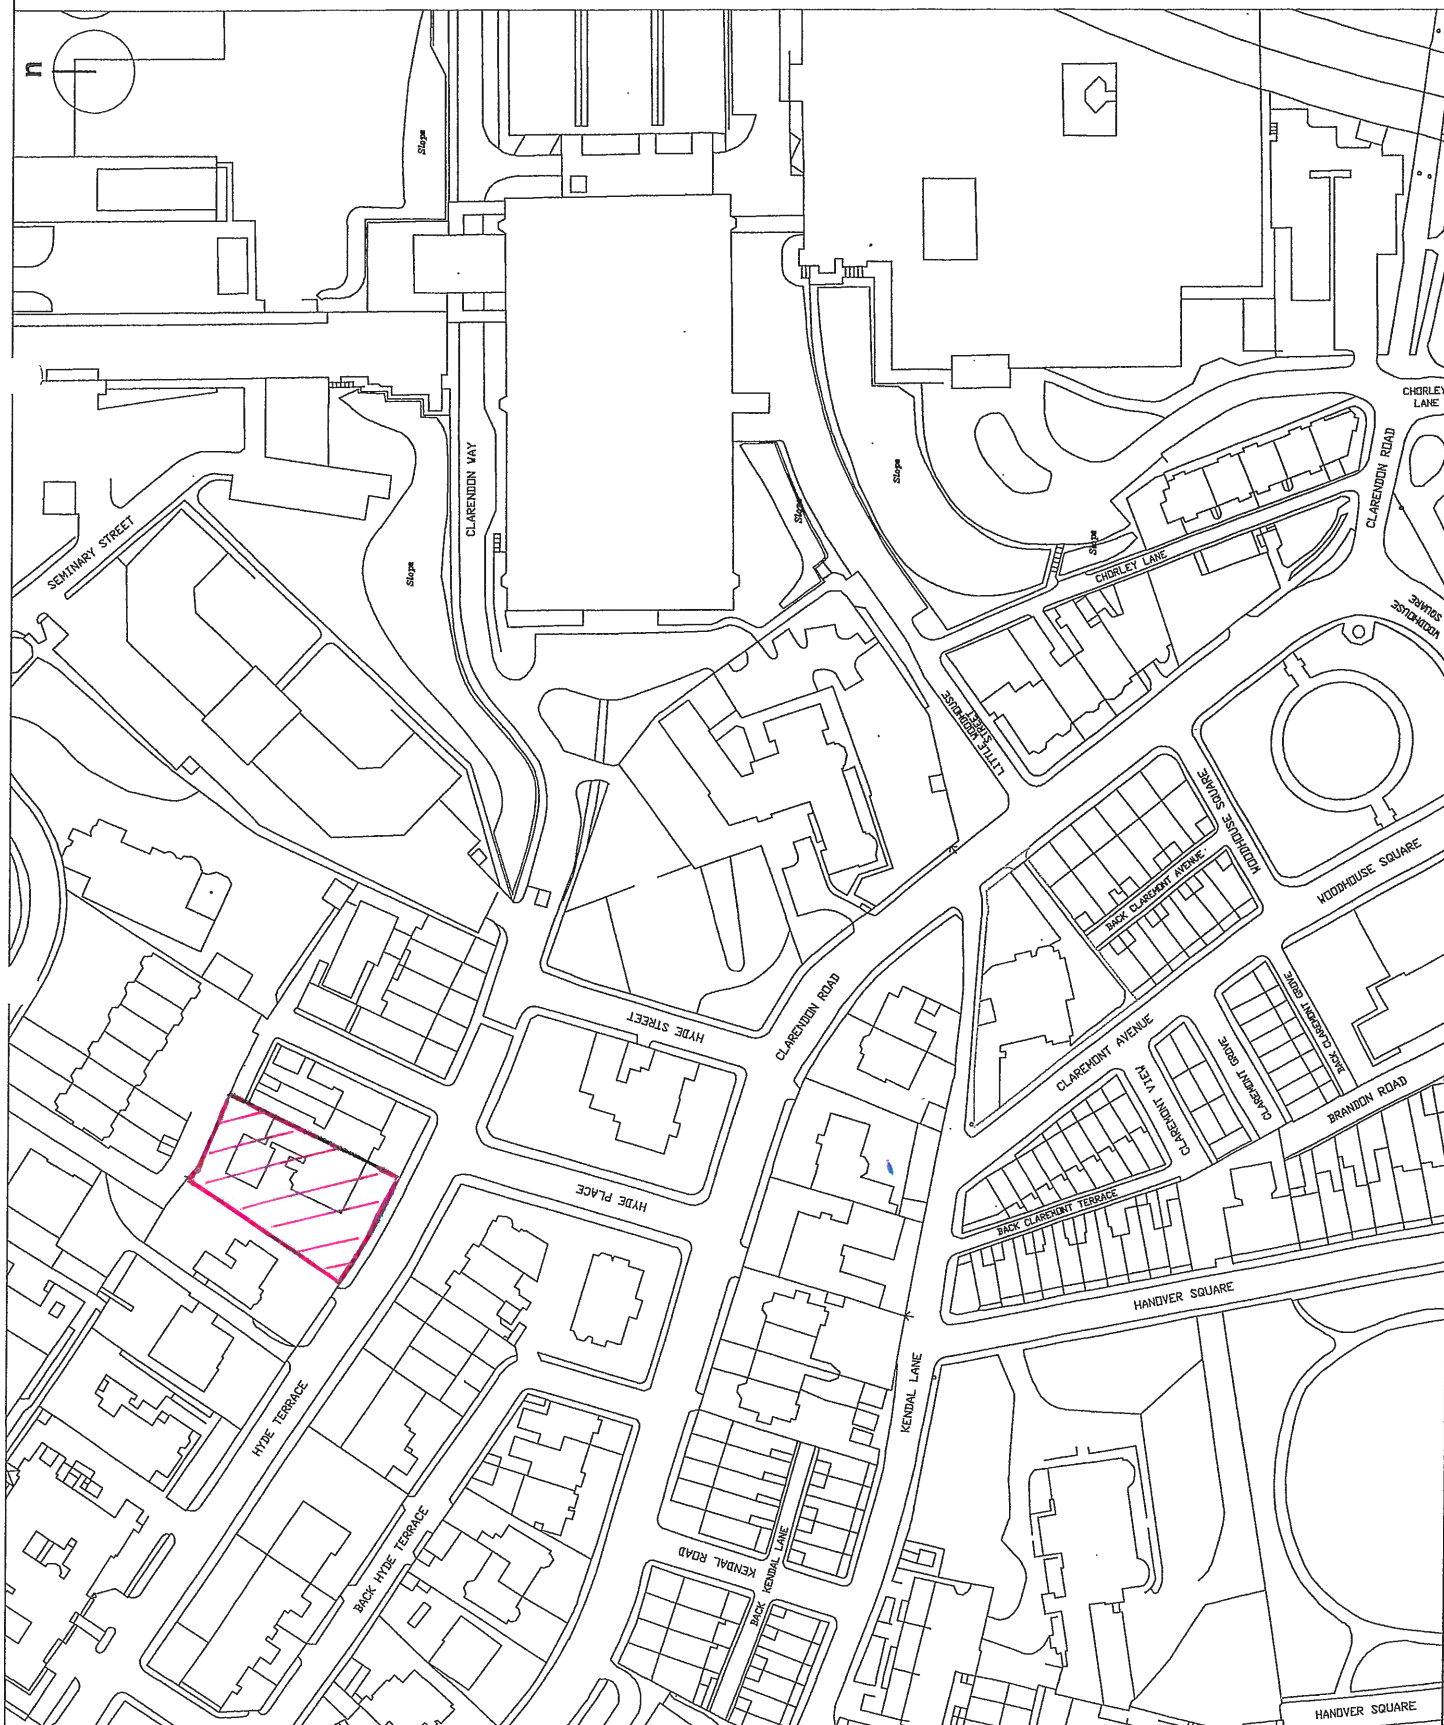 n
Slope
CHORLEY
LANE
CLARENDON WAY
CLARENDON ROAD
Slope
Slope
SEMINARY STREET
Slope
Slope
CHORLEY LANE
WOODHOUSE
SQUARE
LITTLE WOODHOUSE
STREET
WOODHOUSE SQUARE
WOODHOUSE SQUARE
BACK CLAREMONT AVENUE
HYDE STREET
CLARENDON ROAD
CLAREMONT AVENUE
CLAREMONT VIEW
CLAREMONT GROVE
BACK CLAREMONT GROVE
CLAREMONT GROVE
BRANDON ROAD
HYDE PLACE
BACK CLAREMONT TERRACE
HANOVER SQUARE
HYDE TERRACE
KENDAL LANE
BACK HYDE TERRACE
KENDAL ROAD
BACK KENDAL LANE
HANOVER SQUARE